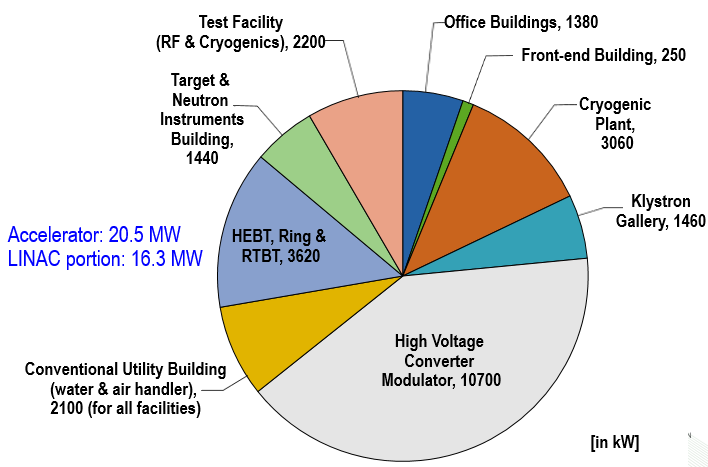 Test Facility
(RF & Cryogenics), 2200
Office Buildings, 1380
Front-end Building, 250
Target &
Neutron
Instruments
Building,
1440
Cryogenic
Plant,
3060
Klystron
Gallery, 1460
Accelerator: 20.5 MW
LINAC portion: 16.3 MW
HEBT, Ring &
RTBT, 3620
High Voltage
Converter
Modulator, 10700
Conventional Utility Building
(water & air handler),
2100 (for all facilities)
[in kW]